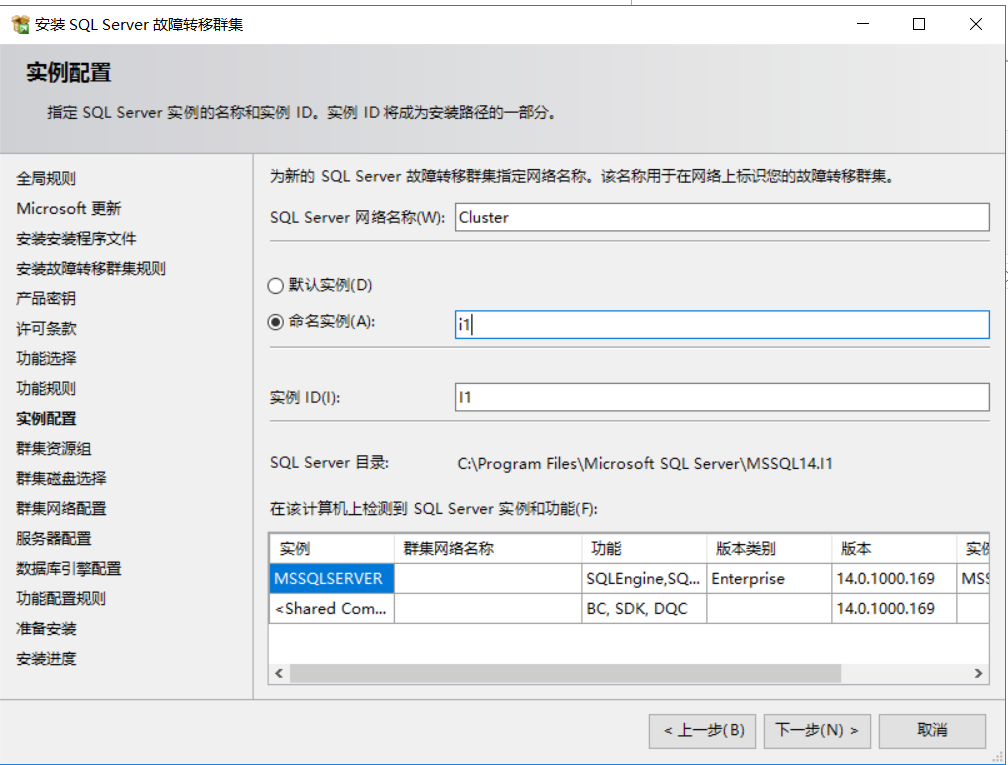 安装 SQL Server 故障转移群集
实例配置
指定 SQL Server 实例的名称和实例 ID。实例 ID 将成为安装路径的一部分。
全局规则
Microsoft 更新
安装安装程序文件
安装故障转移群集规则
产品密钥
许可条款
功能选择
功能规则
实例配置
群集资源组
群集磁盘选择
群集网络配置
服务器配置
数据库引擎配置
功能配置规则
准备安装
安装进度
为新的 SQL Server 故障转移群集指定网络名称。该名称用于在网络上标识您的故障转移群集。
SQL Server 网络名称(W): Cluster
默认实例(D)
命名实例(A): i1
实例 ID(I): I1
SQL Server 目录: C:\Program Files\Microsoft SQL Server\MSSQL14.I1
在该计算机上检测到 SQL Server 实例和功能(F):
实例 群集网络名称 功能 版本类别 版本 实例
MSSQLSERVER SQLEngine,SQ... Enterprise 14.0.1000.169 MSS
<Shared Com... BC, SDK, DQC 14.0.1000.169
< 上一步(B) 下一步(N) > 取消